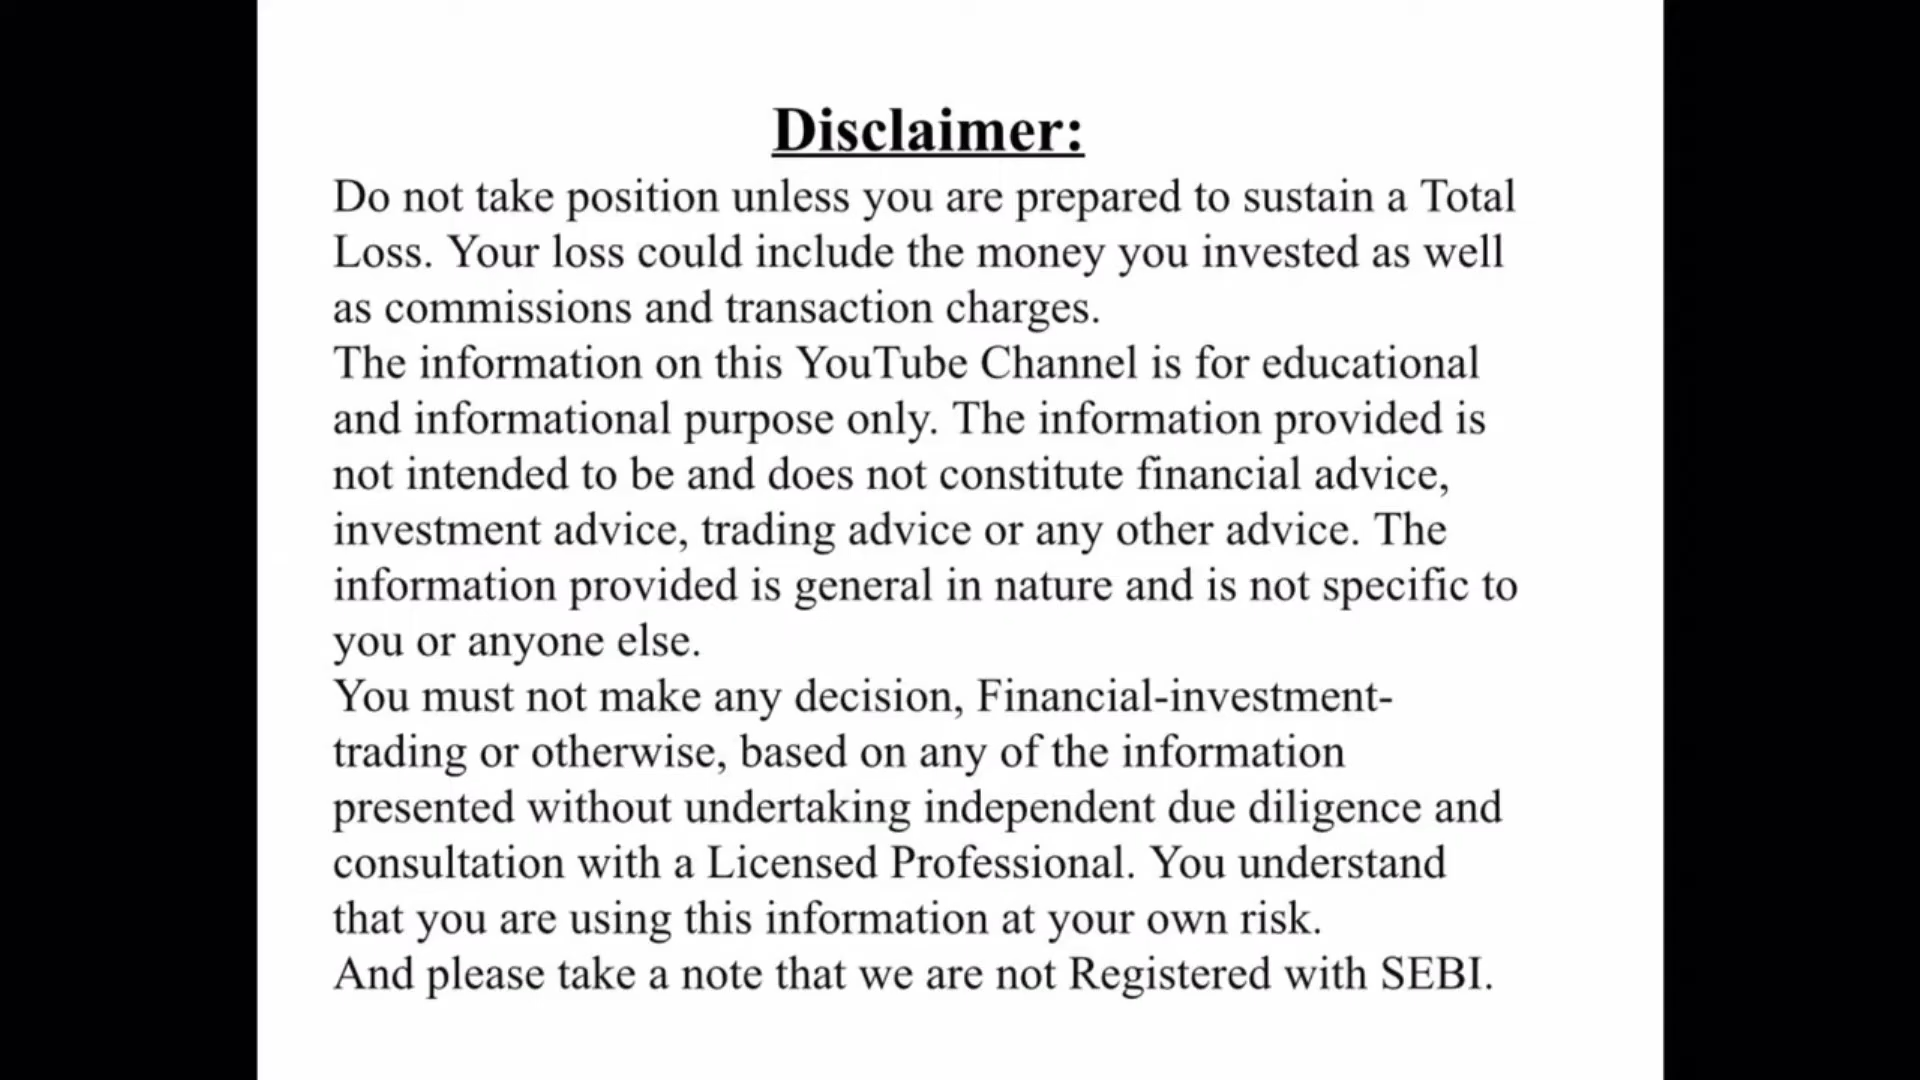 Disclaimer:
Do not take position unless you are prepared to sustain a Total
Loss. Your loss could include the money you invested as well
as commissions and transaction charges.
The information on this YouTube Channel is for educational
and informational purpose only. The information provided is
not intended to be and does not constitute financial advice,
investment advice, trading advice or any other advice. The
information provided is general in nature and is not specific to
you or anyone else.
You must not make any decision, Financial-investment-
trading or otherwise, based on any of the information
presented without undertaking independent due diligence and
consultation with a Licensed Professional. You understand
that you are using this information at your own risk.
And please take a note that we are not Registered with SEBI.